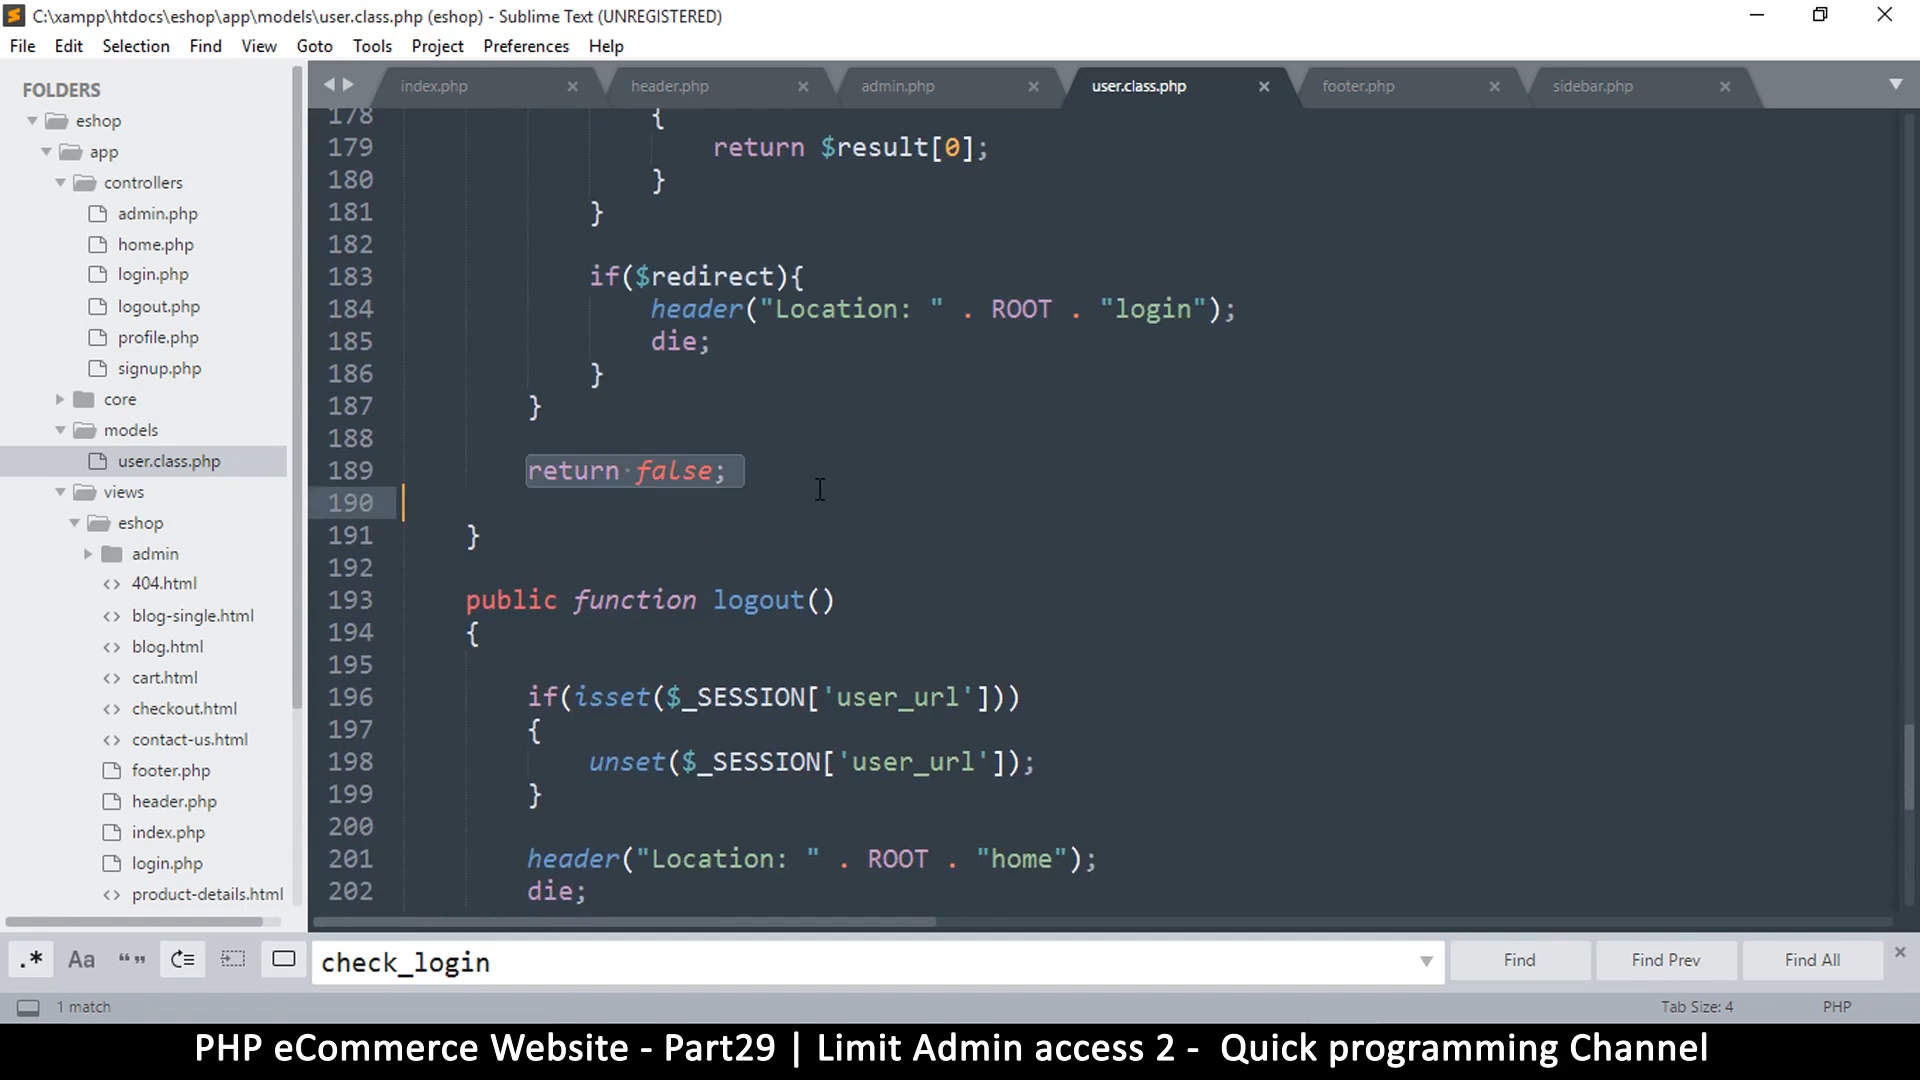 C:\xampp\htdocs\eshop\app\models\user.class.php (eshop) - Sublime Text (UNREGISTERED)
File Edit Selection Find View Goto Tools Project Preferences Help
FOLDERS
eshop
app
controllers
admin.php
home.php
login.php
logout.php
profile.php
signup.php
core
models
user.class.php
views
eshop
admin
404.html
blog-single.html
blog.html
cart.html
checkout.html
contact-us.html
footer.php
header.php
index.php
login.php
product-details.html
index.php header.php admin.php user.class.php footer.php sidebar.php
178 {
179 return $result[0];
180 }
181 }
182
183 if($redirect){
184 header("Location: " . ROOT . "login");
185 die;
186 }
187 }
188
189 return false;
190
191 }
192
193 public function logout()
194 {
195
196 if(isset($_SESSION['user_url']))
197 {
198 unset($_SESSION['user_url']);
199 }
200
201 header("Location: " . ROOT . "home");
202 die;
.* Aa “ ” check_login Find Find Prev Find All
1 match Tab Size: 4 PHP
PHP eCommerce Website - Part29 | Limit Admin access 2 - Quick programming Channel